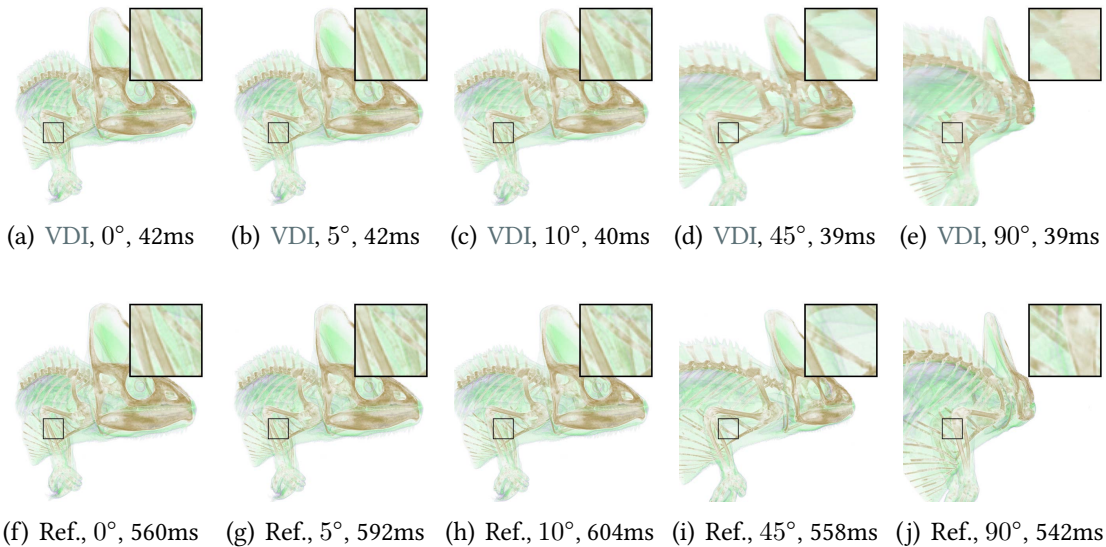 (a) VDI, 0°, 42ms
(b) VDI, 5°, 42ms
(c) VDI, 10°, 40ms
(d) VDI, 45°, 39ms
(e) VDI, 90°, 39ms
(f) Ref., 0°, 560ms
(g) Ref., 5°, 592ms
(h) Ref., 10°, 604ms
(i) Ref., 45°, 558ms
(j) Ref., 90°, 542ms